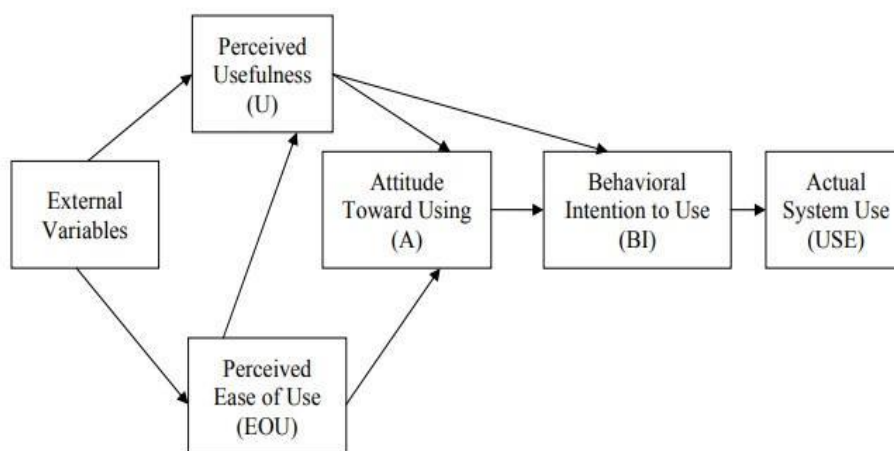 Perceived
Usefulness
(U)
External
Variables
Attitude
Toward Using
(A)
Behavioral
Intention to Use
(BI)
Actual
System Use
(USE)
Perceived
Ease of Use
(EOU)